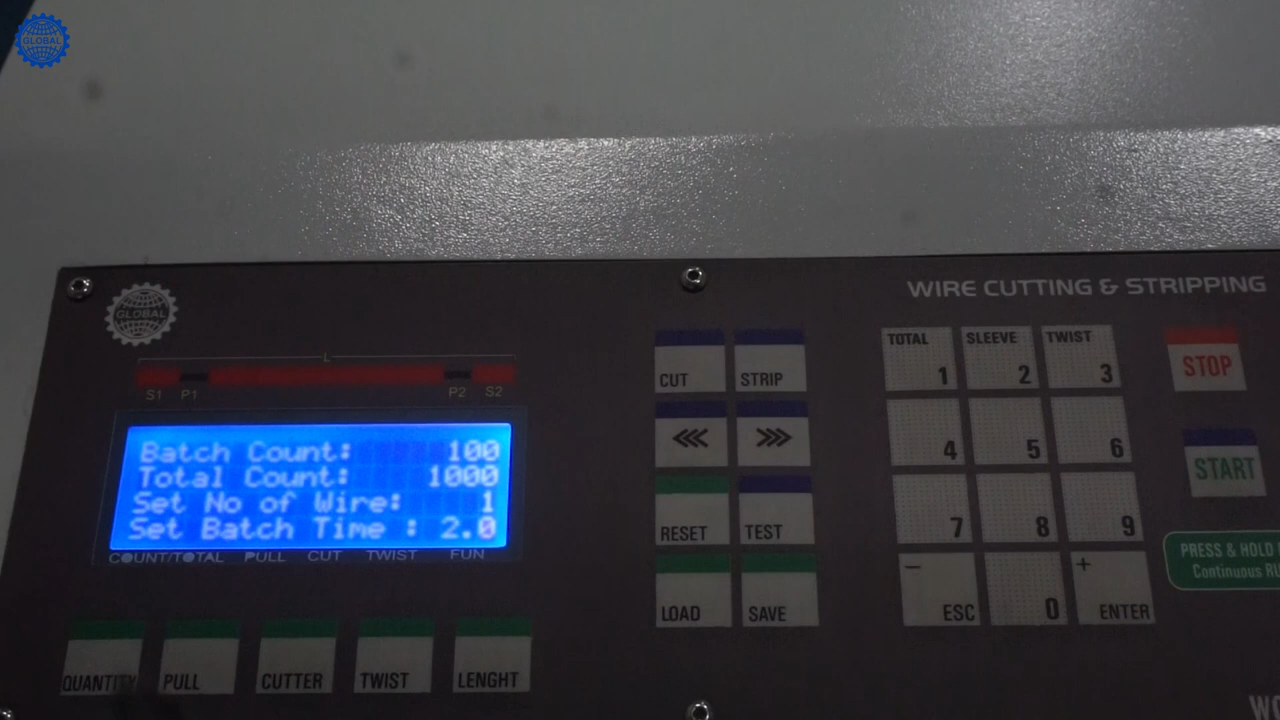 GLOBAL
WIRE CUTTING & STRIPPING
GLOBAL
L
S1 P1 P2 S2
Batch Count: 100
Total Count: 1000
Set No of Wire: 1
Set Batch Time : 2.0
COUNT/TOTAL PULL CUT TWIST FUN
QUANTITY PULL CUTTER TWIST LENGHT
CUT STRIP
<<< >>>
RESET TEST
LOAD SAVE
TOTAL 1 SLEEVE 2 TWIST 3
4 5 6
7 8 9
− ESC 0 + ENTER
STOP
START
PRESS & HOLD
Continuous